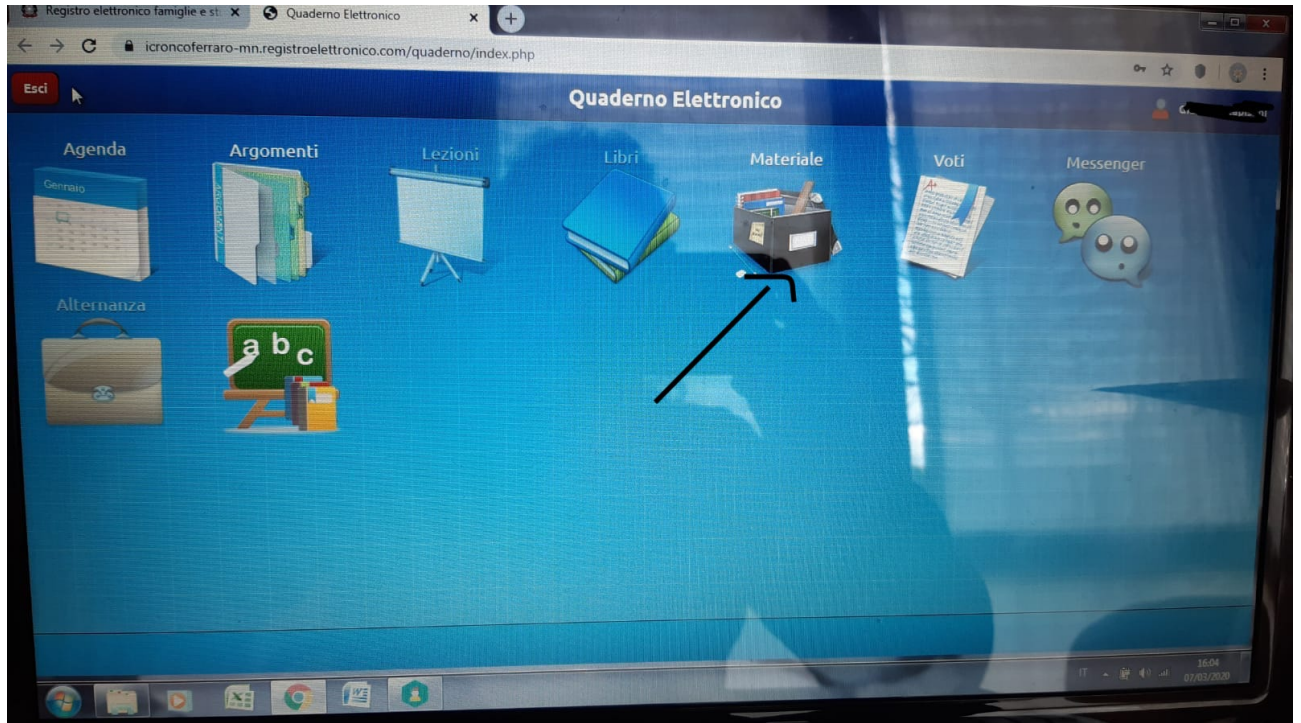 Registro elettronico famiglie e st
Quaderno Elettronico
icroncoferraro-mn.registroelettronico.com/quaderno/index.php
Esci
Quaderno Elettronico
Agenda
Argomenti
Lezioni
Libri
Materiale
Voti
Messenger
Gennaio
ARGOMENTI
A+
Alternanza
a b c
IT
16:04
07/03/2020